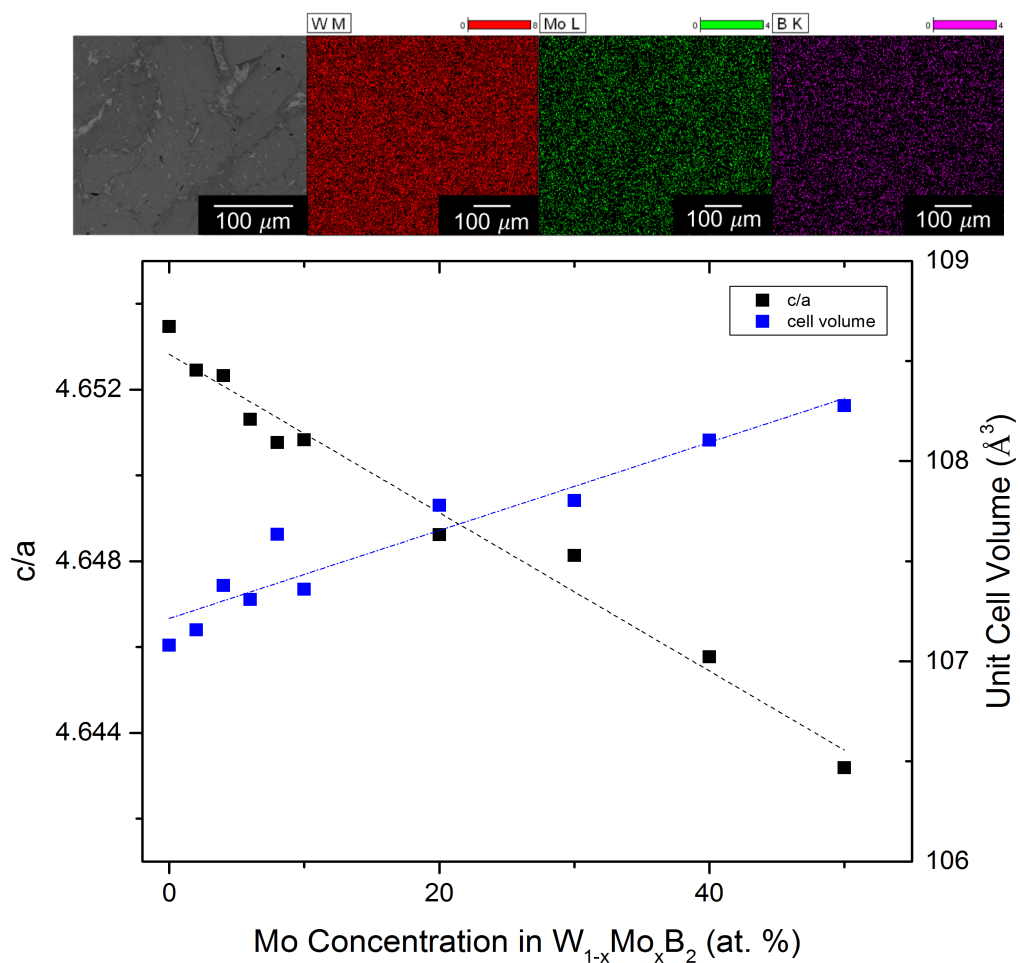 W M 0 8 Mo L 0 4 B K 0 4
100 μm 100 μm 100 μm 100 μm
109
c/a
cell volume
4.652
108
4.648
107
4.644
106
c/a
Unit Cell Volume (Å³)
0 20 40
Mo Concentration in W₁₋ₓMoₓB₂ (at. %)